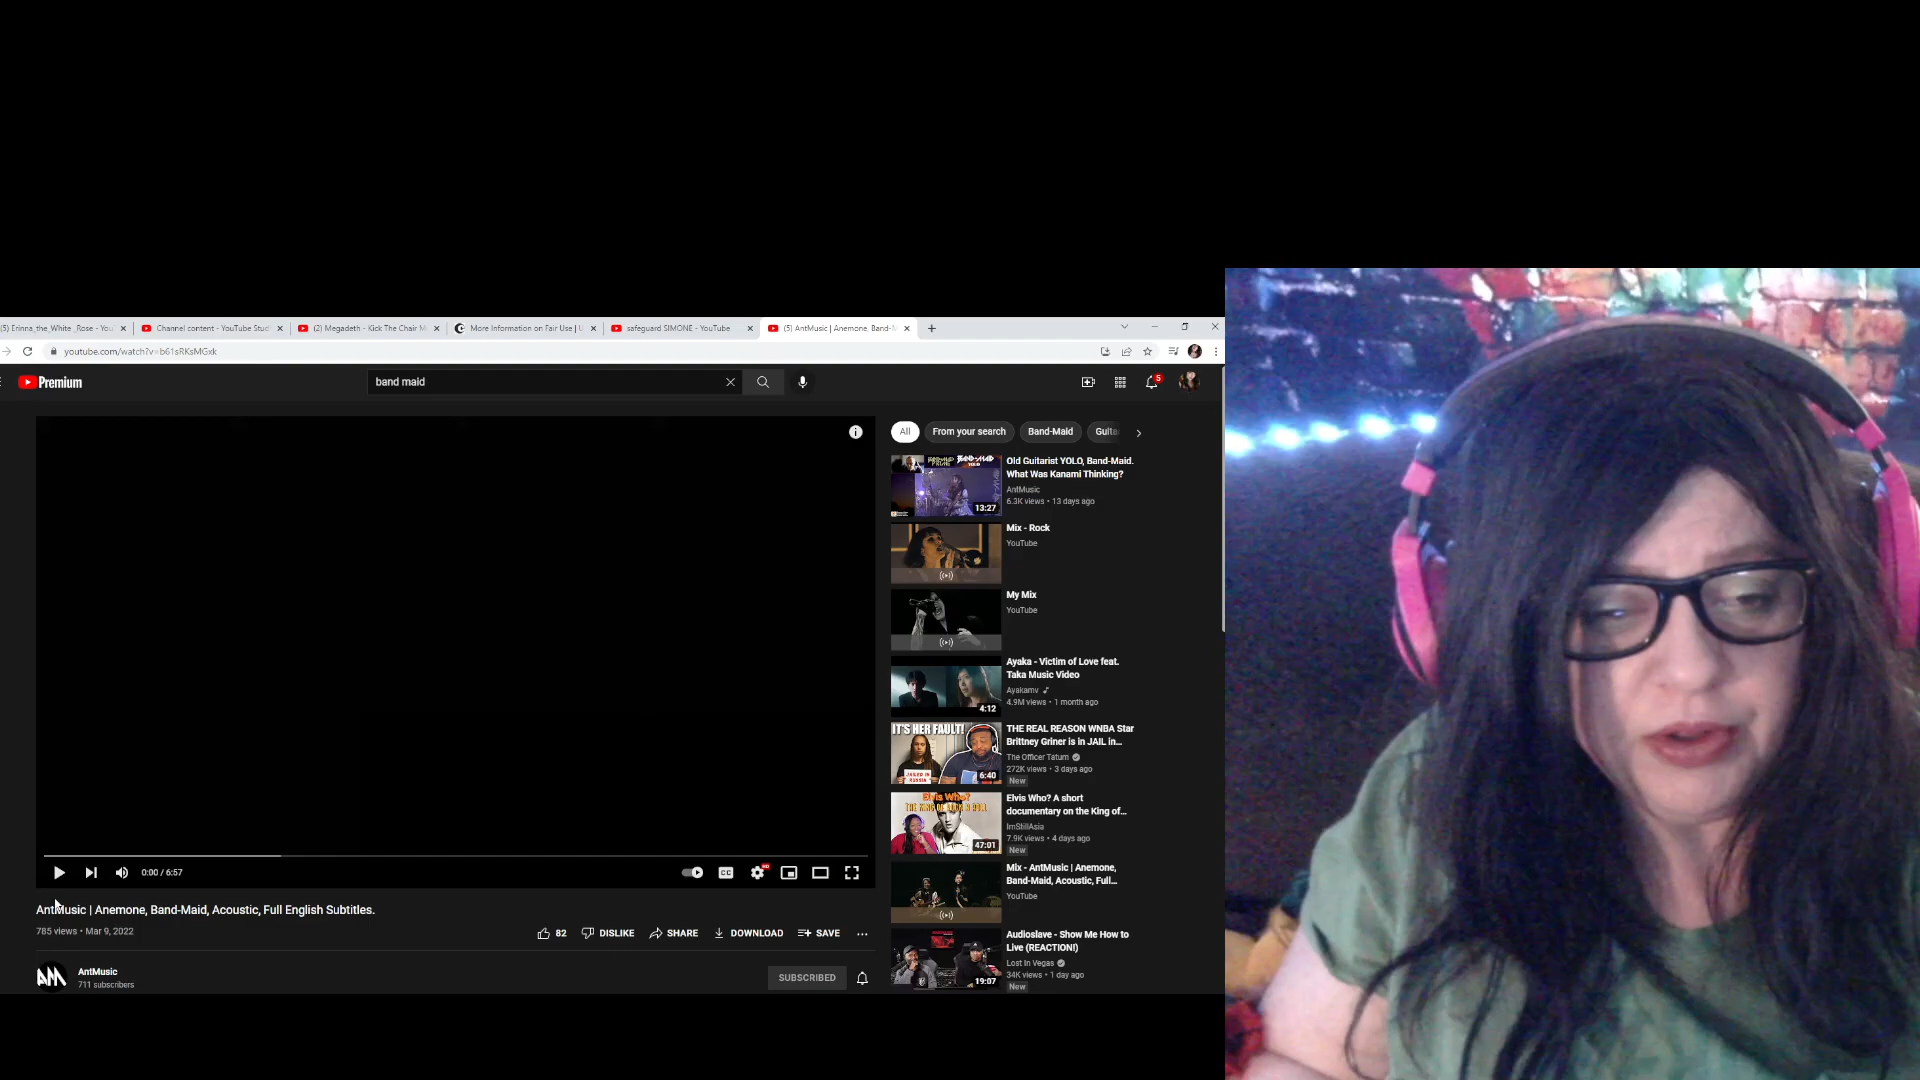 (5) Erinna_the_White_Rose - You
Channel content - YouTube Stud
(2) Megadeth - Kick The Chair M
More Information on Fair Use | U
safeguard SIMONE - YouTube
(5) AntMusic | Anemone, Band-M
youtube.com/watch?v=b61sRKsMGxk
Premium
band maid
5
All
From your search
Band-Maid
Guita
Old Guitarist YOLO, Band-Maid.
What Was Kanami Thinking?
AntMusic
6.3K views • 13 days ago
13:27
Mix - Rock
YouTube
My Mix
YouTube
Ayaka - Victim of Love feat.
Taka Music Video
Ayakamv
4.9M views • 1 month ago
4:12
IT'S HER FAULT!
THE REAL REASON WNBA Star
Brittney Griner is in JAIL in...
The Officer Tatum
272K views • 3 days ago
New
6:40
Elvis Who?
Elvis Who? A short
documentary on the King of...
ImStillAsia
7.9K views • 4 days ago
New
47:01
Mix - AntMusic | Anemone,
Band-Maid, Acoustic, Full...
YouTube
Audioslave - Show Me How to
Live (REACTION!)
Lost In Vegas
34K views • 1 day ago
New
19:07
0:00 / 6:57
CC
HD
AntMusic | Anemone, Band-Maid, Acoustic, Full English Subtitles.
785 views • Mar 9, 2022
82
DISLIKE
SHARE
DOWNLOAD
SAVE
AM
AntMusic
711 subscribers
SUBSCRIBED